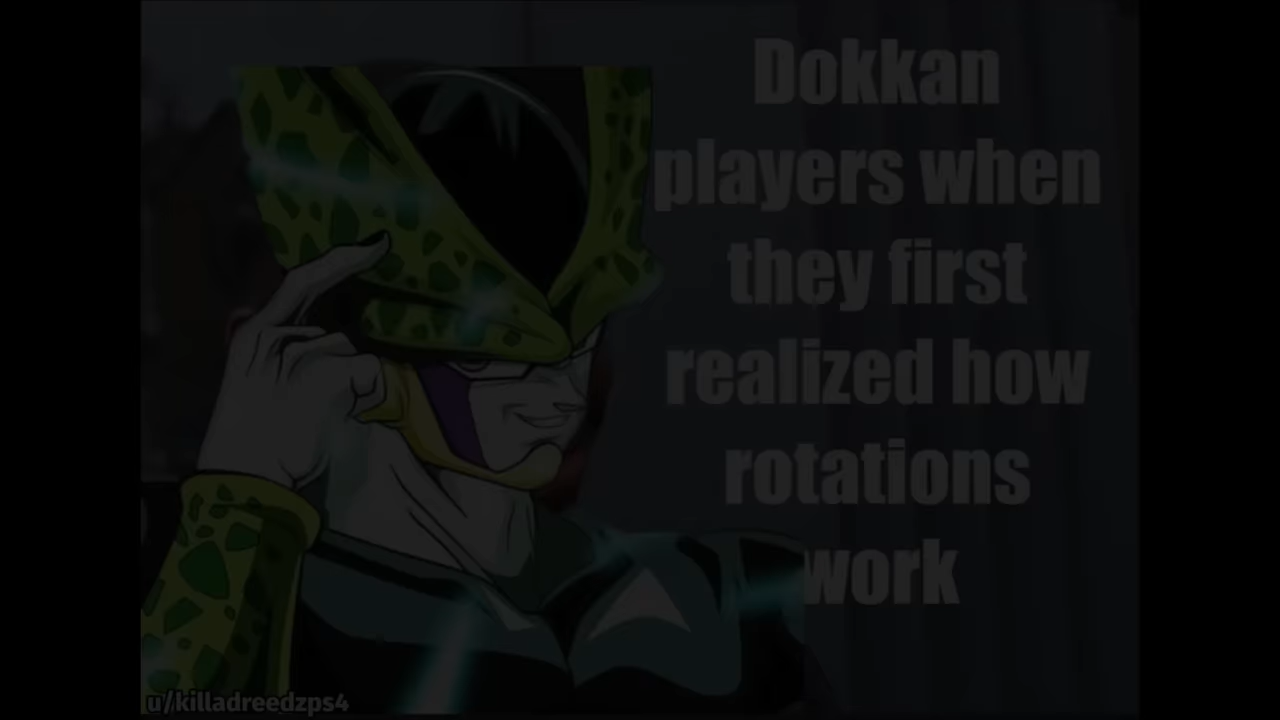 Dokkan
players when
they first
realized how
rotations
work
u/killadreedzps4